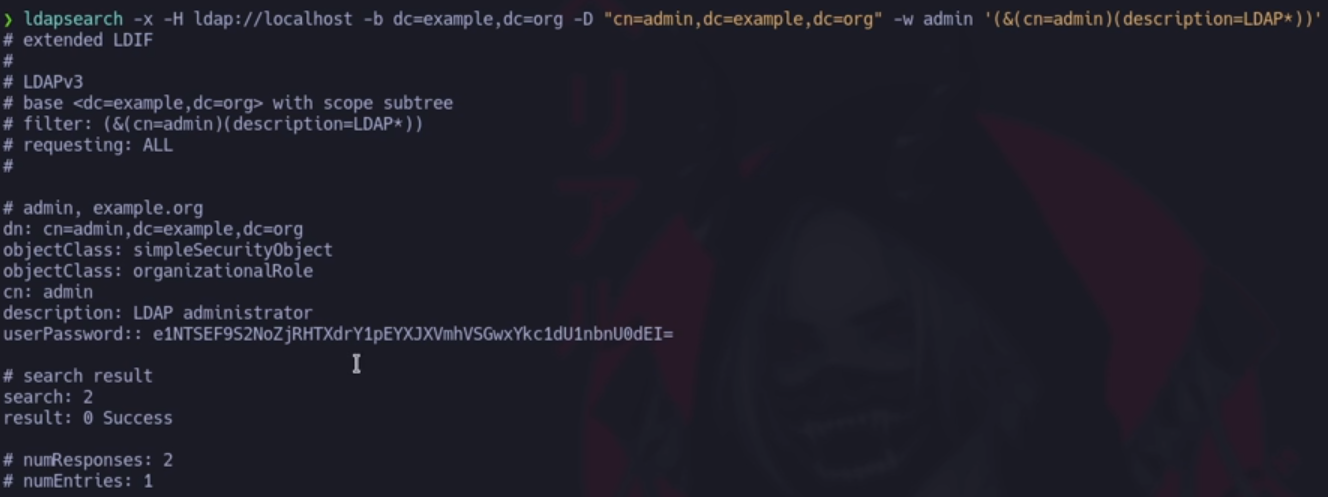 ❯ ldapsearch -x -H ldap://localhost -b dc=example,dc=org -D "cn=admin,dc=example,dc=org" -w admin '(&(cn=admin)(description=LDAP*))'
# extended LDIF
#
# LDAPv3
# base <dc=example,dc=org> with scope subtree
# filter: (&(cn=admin)(description=LDAP*))
# requesting: ALL
#
# admin, example.org
dn: cn=admin,dc=example,dc=org
objectClass: simpleSecurityObject
objectClass: organizationalRole
cn: admin
description: LDAP administrator
userPassword:: e1NTSEF9S2NoZjRHTXdrY1pEYXJXVmhVSGwxYkc1dU1nbnU0dEI=
# search result
search: 2
result: 0 Success
# numResponses: 2
# numEntries: 1
リアル